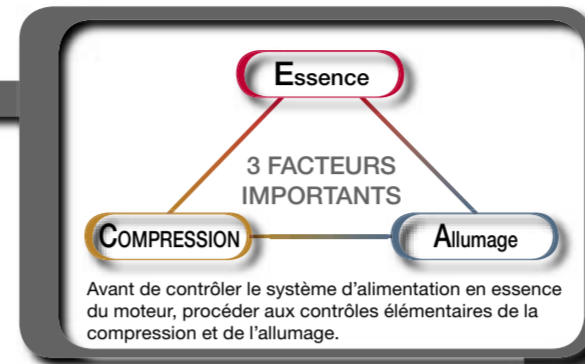 Essence
3 FACTEURS
IMPORTANTS
COMPRESSION
Allumage
Avant de contrôler le système d’alimentation en essence
du moteur, procéder aux contrôles élémentaires de la
compression et de l’allumage.